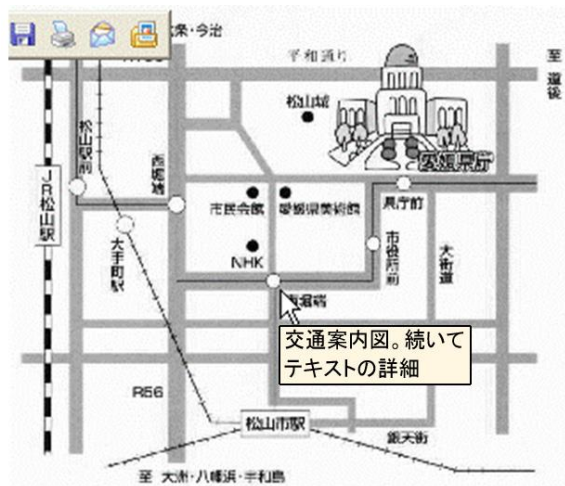 条・今治
平和通り
至 道後
松山城
松山駅前
西堀端
愛媛県庁
JR松山駅
市民会館
愛媛県美術館
県庁前
大手町駅
NHK
市役所前
大街道
堀端
交通案内図。続いて
テキストの詳細
R56
松山市駅
銀天街
至 大洲・八幡浜・宇和島